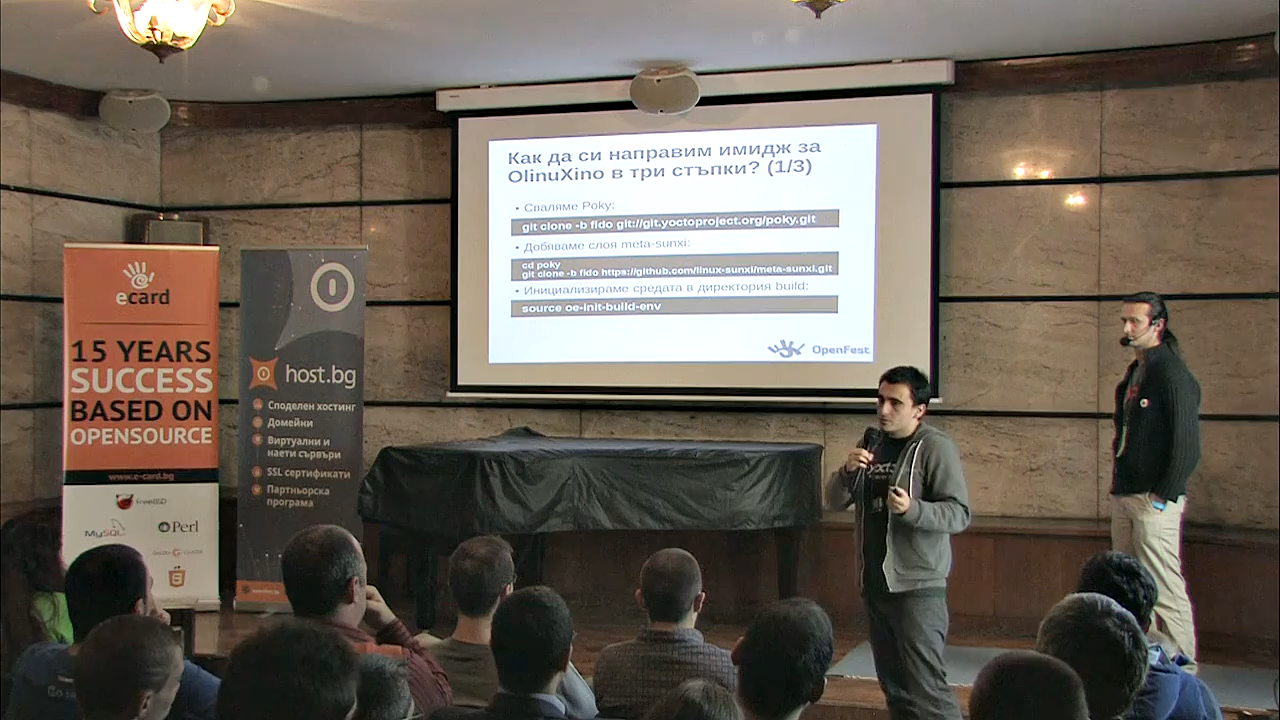 Как да си направим имидж за
OlinuXino в три стъпки? (1/3)
• Сваляме Poky:
git clone -b fido git://git.yoctoproject.org/poky.git
• Добавяме слоя meta-sunxi:
cd poky
git clone -b fido https://github.com/linux-sunxi/meta-sunxi.git
• Инициализираме средата в директория build:
source oe-init-build-env
OpenFest
ecard
15 YEARS
SUCCESS
BASED ON
OPENSOURCE
www.e-card.bg
FreeBSD
MySQL
Perl
host.bg
Споделен хостинг
Домейни
Виртуални и
наети сървъри
SSL сертификати
Партньорска
програма